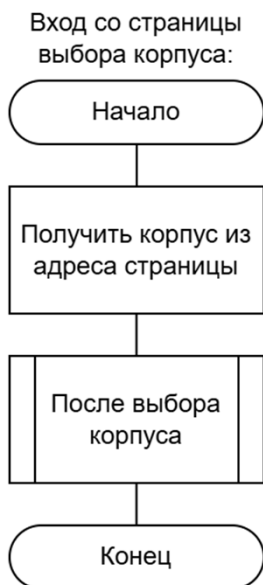 Вход со страницы
выбора корпуса:
Начало
Получить корпус из
адреса страницы
После выбора
корпуса
Конец